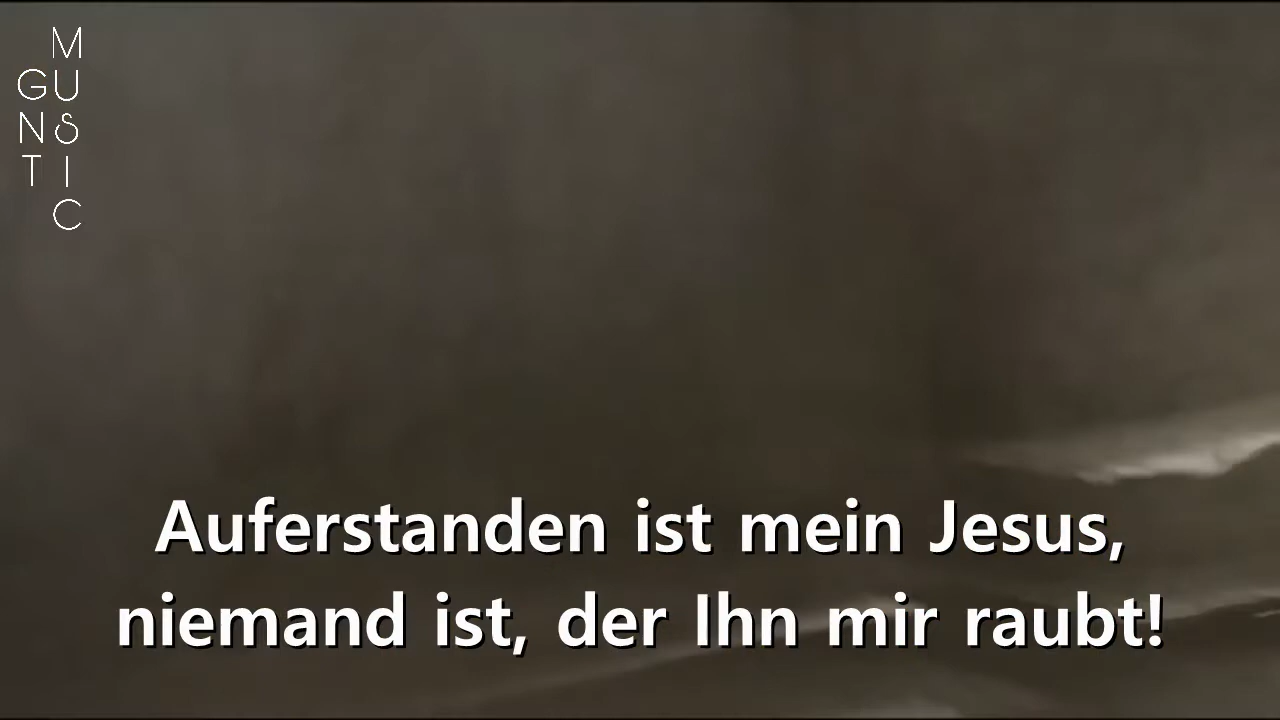 GNT
MUSIC
Auferstanden ist mein Jesus,
niemand ist, der Ihn mir raubt!